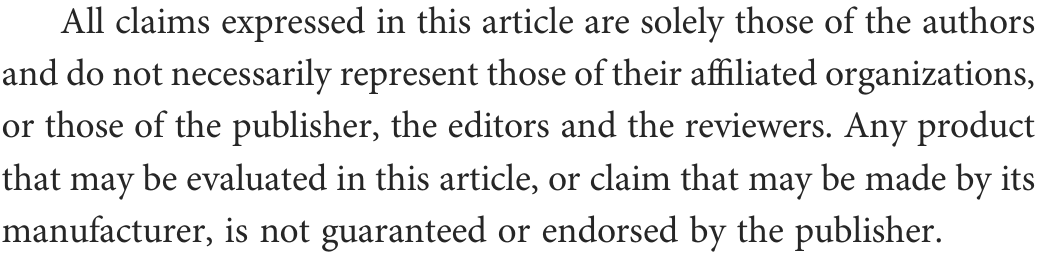 All claims expressed in this article are solely those of the authors
and do not necessarily represent those of their affiliated organizations,
or those of the publisher, the editors and the reviewers. Any product
that may be evaluated in this article, or claim that may be made by its
manufacturer, is not guaranteed or endorsed by the publisher.